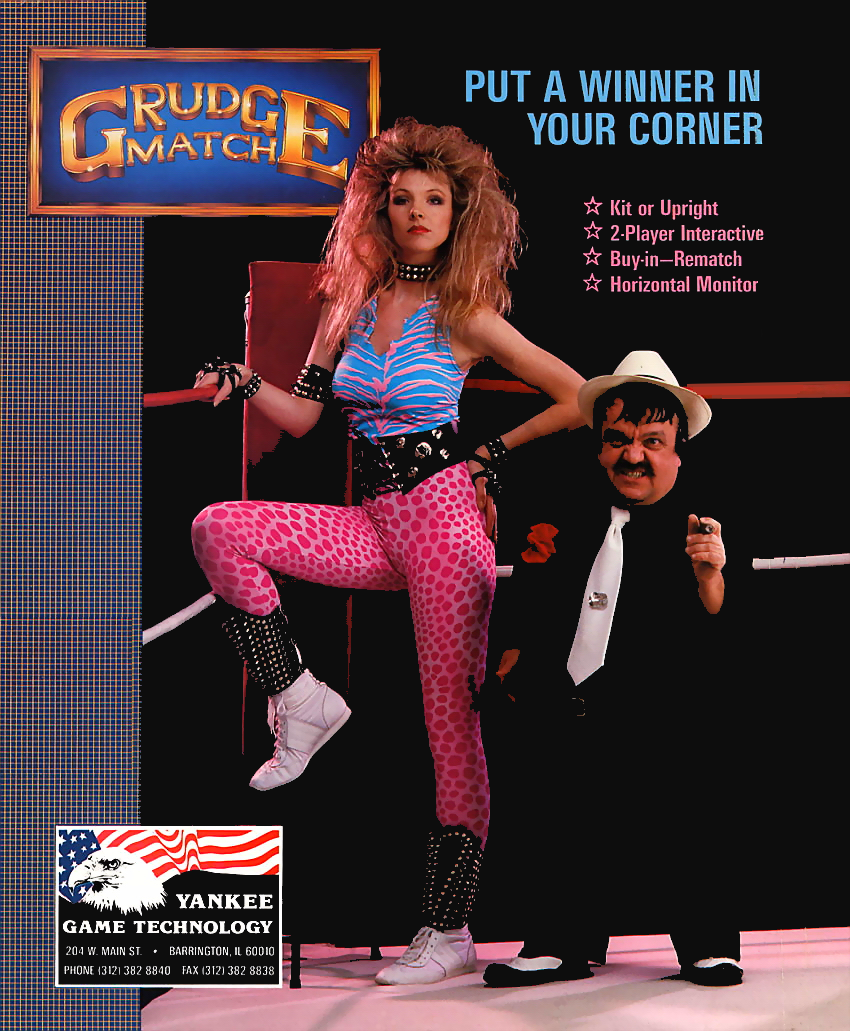 GRUDGE
MATCH
PUT A WINNER IN
YOUR CORNER
☆ Kit or Upright
☆ 2-Player Interactive
☆ Buy-in—Rematch
☆ Horizontal Monitor
YANKEE
GAME TECHNOLOGY
204 W. MAIN ST. • BARRINGTON, IL 60010
PHONE (312) 382 8840 FAX (312) 382 8838